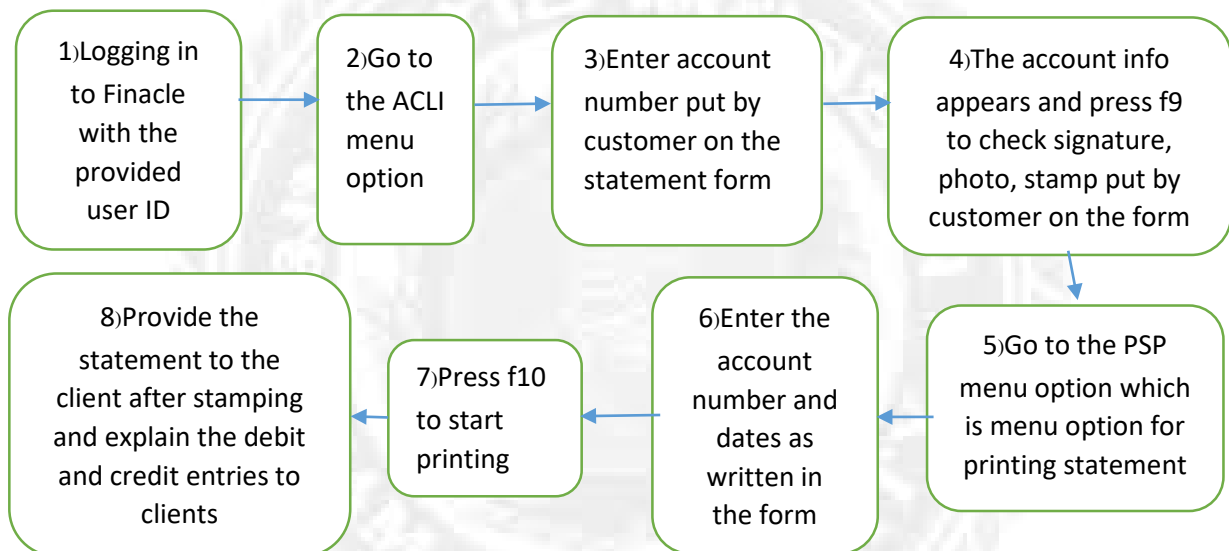 1)Logging in
to Finacle
with the
provided
user ID
2)Go to
the ACLI
menu
option
3)Enter account
number put by
customer on the
statement form
4)The account info
appears and press f9
to check signature,
photo, stamp put by
customer on the form
5)Go to the PSP
menu option which
is menu option for
printing statement
6)Enter the
account
number and
dates as
written in
the form
7)Press f10
to start
printing
8)Provide the
statement to the
client after stamping
and explain the debit
and credit entries to
clients